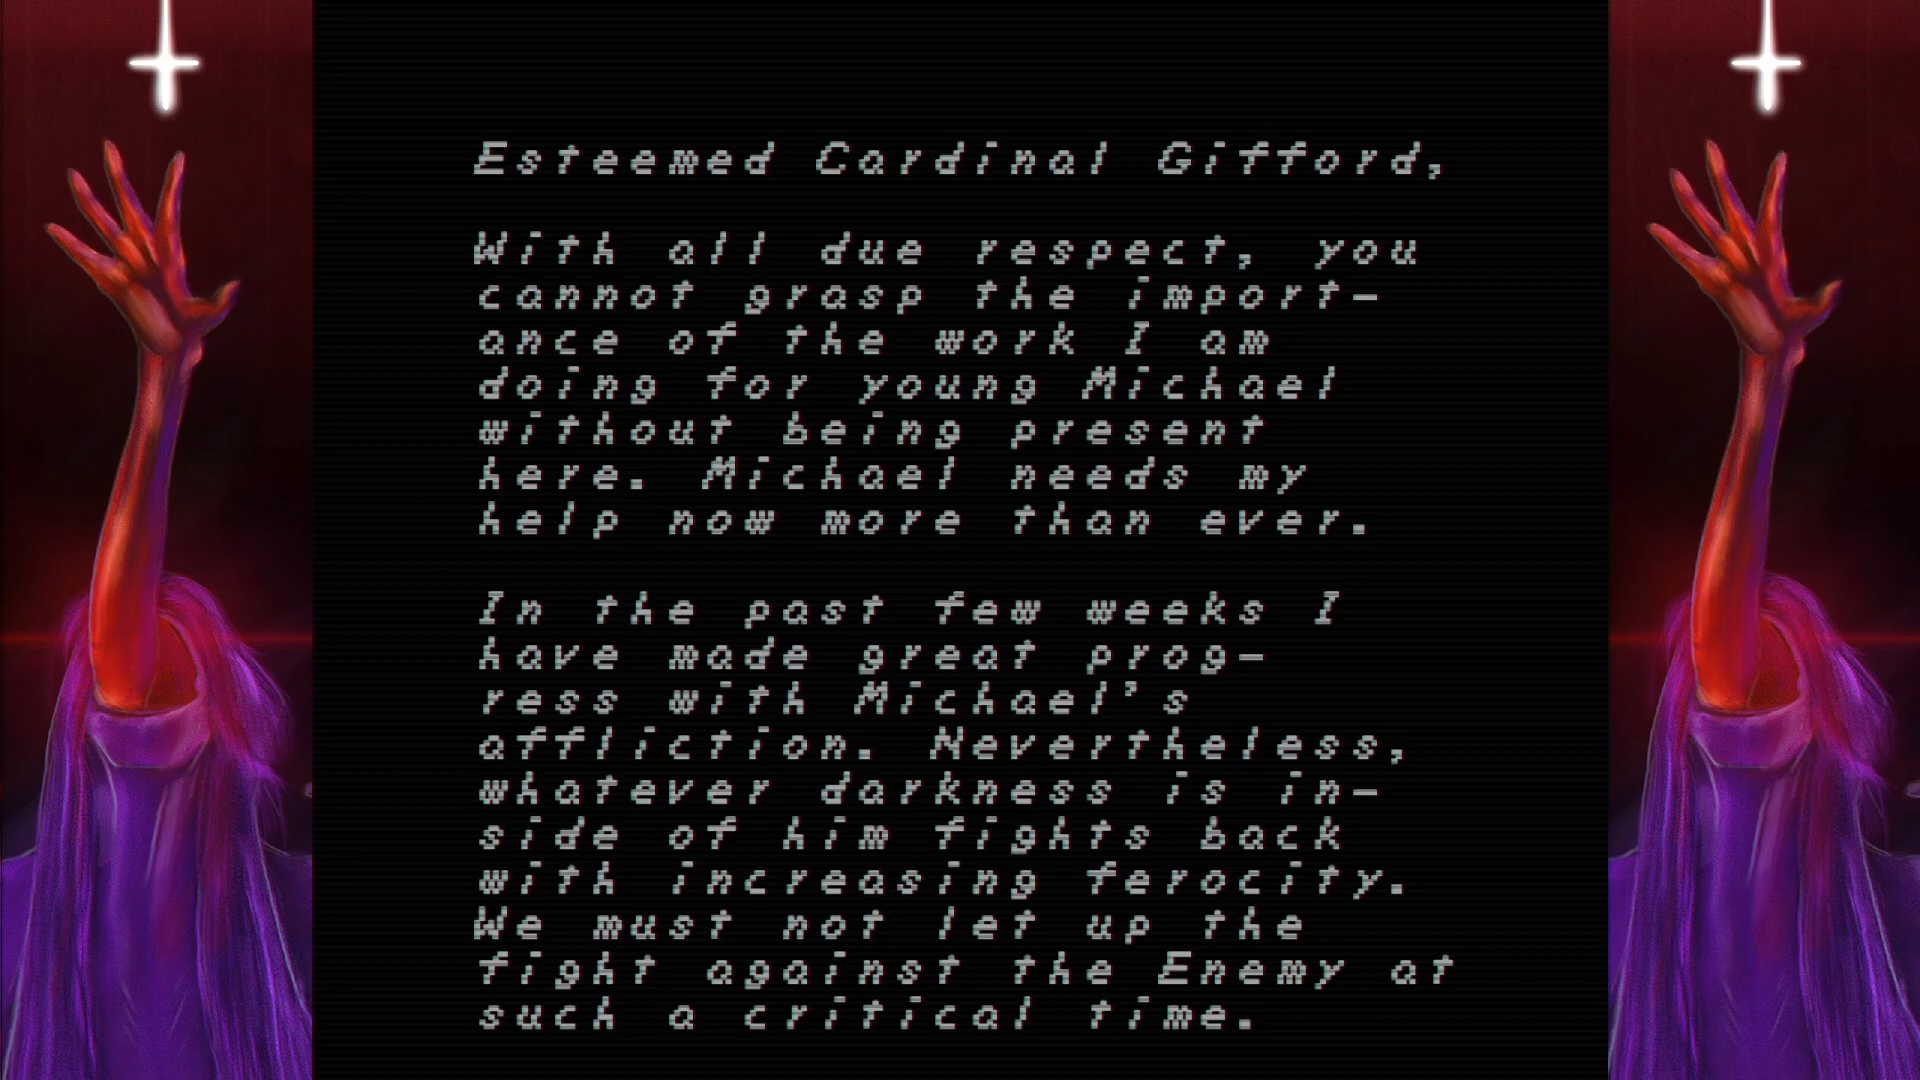 Esteemed Cardinal Gifford,
With all due respect, you
cannot grasp the import-
ance of the work I am
doing for young Michael
without being present
here. Michael needs my
help now more than ever.
In the past few weeks I
have made great prog-
ress with Michael's
affliction. Nevertheless,
whatever darkness is in-
side of him fights back
with increasing ferocity.
We must not let up the
fight against the Enemy at
such a critical time.